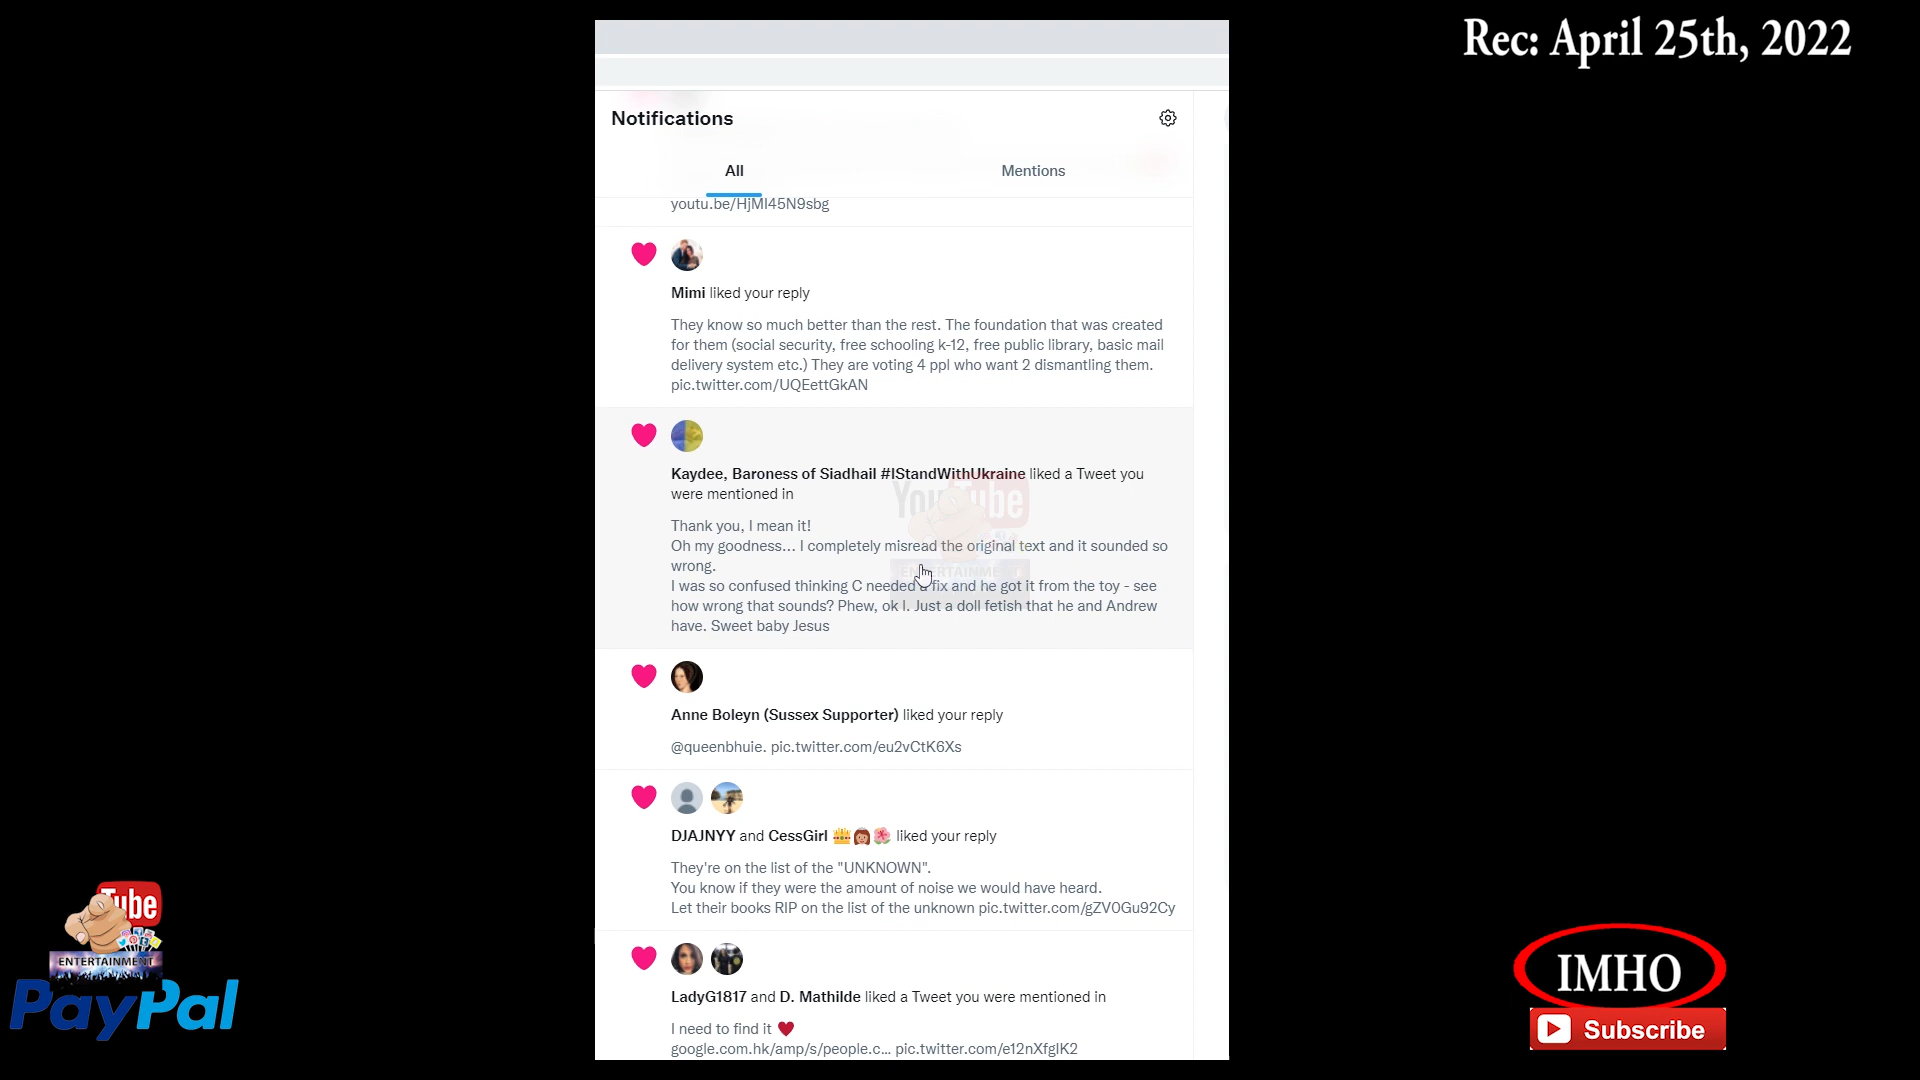 Rec: April 25th, 2022
Notifications
All
Mentions
youtu.be/HjMI45N9sbg
Mimi liked your reply
They know so much better than the rest. The foundation that was created
for them (social security, free schooling k-12, free public library, basic mail
delivery system etc.) They are voting 4 ppl who want 2 dismantling them.
pic.twitter.com/UQEettGkAN
Kaydee, Baroness of Siadhail #IStandWithUkraine liked a Tweet you
were mentioned in
YouTube
Thank you, I mean it!
Oh my goodness... I completely misread the original text and it sounded so
wrong.
ENTERTAINMENT
I was so confused thinking C needed a fix and he got it from the toy - see
how wrong that sounds? Phew, ok I. Just a doll fetish that he and Andrew
have. Sweet baby Jesus
Anne Boleyn (Sussex Supporter) liked your reply
@queenbhuie. pic.twitter.com/eu2vCtK6Xs
DJAJNYY and CessGirl 👑👸🏽🌺 liked your reply
They're on the list of the "UNKNOWN".
You know if they were the amount of noise we would have heard.
Let their books RIP on the list of the unknown pic.twitter.com/gZV0Gu92Cy
LadyG1817 and D. Mathilde liked a Tweet you were mentioned in
I need to find it ♥
google.com.hk/amp/s/people.c... pic.twitter.com/e12nXfglK2
Tube
ENTERTAINMENT
PayPal
IMHO
Subscribe